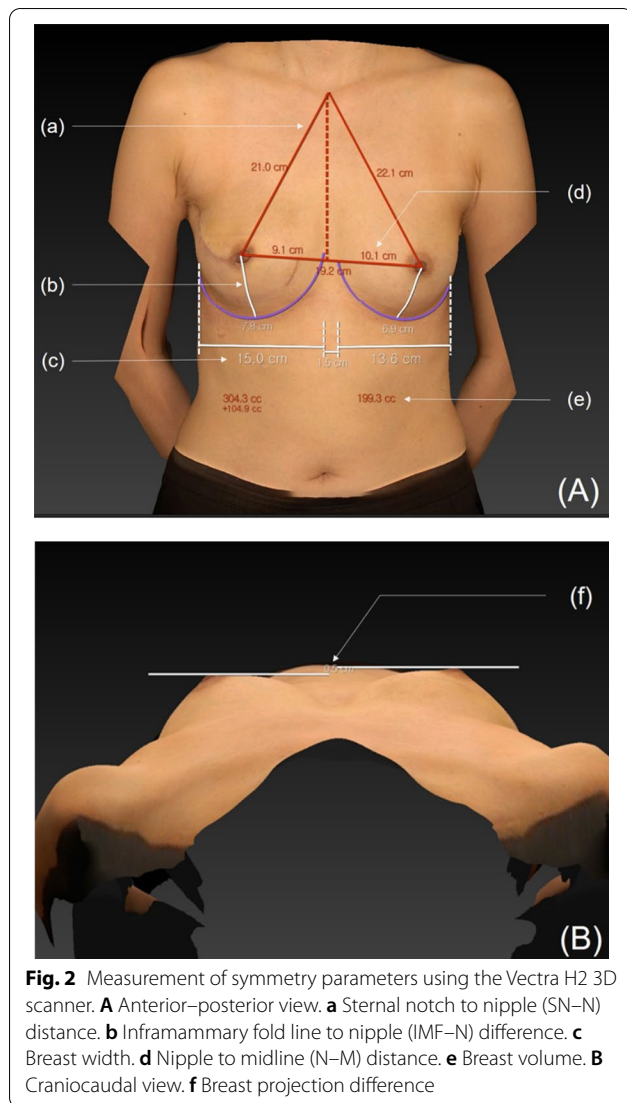 (a)
21.0 cm
22.1 cm
(d)
9.1 cm
10.1 cm
19.2 cm
(b)
7.8 cm
6.9 cm
(c)
15.0 cm
1.5 cm
13.6 cm
304.3 cc
+104.9 cc
199.3 cc
(e)
(A)
(f)
(B)
Fig. 2 Measurement of symmetry parameters using the Vectra H2 3D
scanner. A Anterior–posterior view. a Sternal notch to nipple (SN–N)
distance. b Inframammary fold line to nipple (IMF–N) difference. c
Breast width. d Nipple to midline (N–M) distance. e Breast volume. B
Craniocaudal view. f Breast projection difference